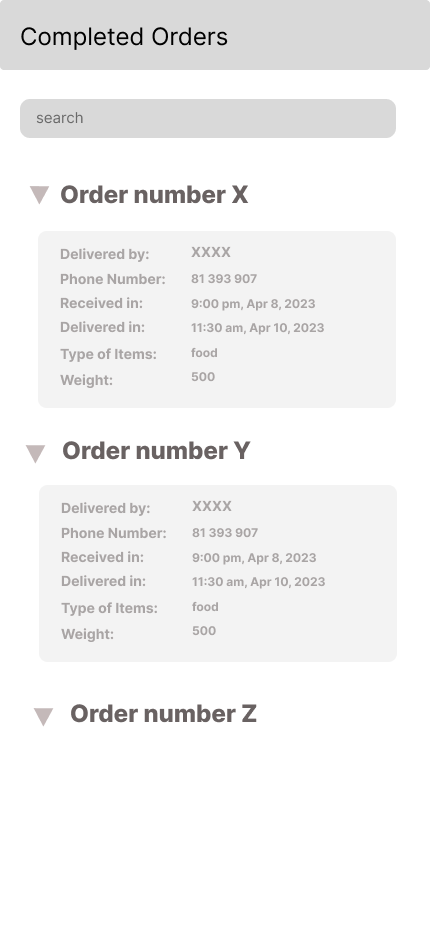 Completed Orders
search
Order number X
Delivered by: XXXX
Phone Number: 81 393 907
Received in: 9:00 pm, Apr 8, 2023
Delivered in: 11:30 am, Apr 10, 2023
Type of Items: food
Weight: 500
Order number Y
Delivered by: XXXX
Phone Number: 81 393 907
Received in: 9:00 pm, Apr 8, 2023
Delivered in: 11:30 am, Apr 10, 2023
Type of Items: food
Weight: 500
Order number Z